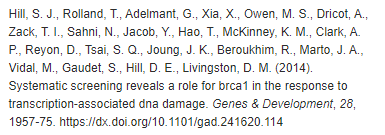 Hill, S. J., Rolland, T., Adelmant, G., Xia, X., Owen, M. S., Dricot, A.,
Zack, T. I., Sahni, N., Jacob, Y., Hao, T., McKinney, K. M., Clark, A.
P., Reyon, D., Tsai, S. Q., Joung, J. K., Beroukhim, R., Marto, J. A.,
Vidal, M., Gaudet, S., Hill, D. E., Livingston, D. M. (2014).
Systematic screening reveals a role for brca1 in the response to
transcription-associated dna damage. Genes & Development, 28,
1957-75. https://dx.doi.org/10.1101/gad.241620.114